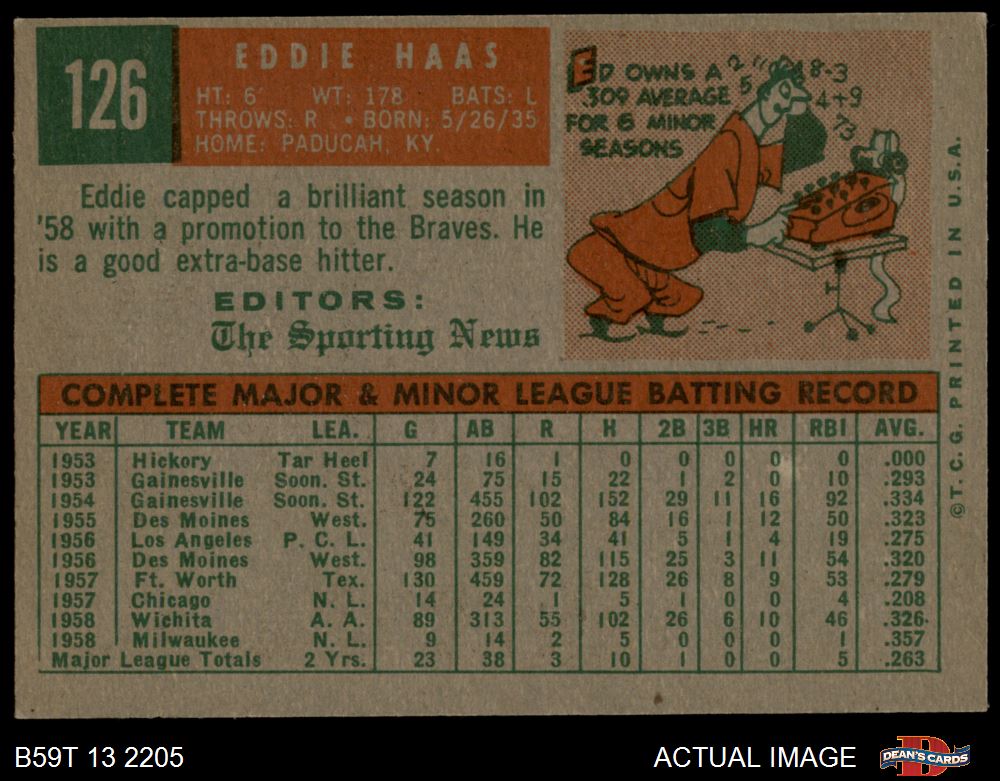 126
EDDIE HAAS
HT: 6' WT: 178 BATS: L
THROWS: R • BORN: 5/26/35
HOME: PADUCAH, KY.
Eddie capped a brilliant season in
'58 with a promotion to the Braves. He
is a good extra-base hitter.
EDITORS:
The Sporting News
ED OWNS A
.309 AVERAGE
FOR 6 MINOR
SEASONS
8-3
4+9
73
2
5
COMPLETE MAJOR & MINOR LEAGUE BATTING RECORD
YEAR TEAM LEA. G AB R H 2B 3B HR RBI AVG.
1953 Hickory Tar Heel 7 16 1 0 0 0 0 0 .000
1953 Gainesville Soon. St. 24 75 15 22 1 2 0 10 .293
1954 Gainesville Soon. St. 122 455 102 152 29 11 16 92 .334
1955 Des Moines West. 75 260 50 84 16 1 12 50 .323
1956 Los Angeles P. C. L. 41 149 34 41 5 1 4 19 .275
1956 Des Moines West. 98 359 82 115 25 3 11 54 .320
1957 Ft. Worth Tex. 130 459 72 128 26 8 9 53 .279
1957 Chicago N. L. 14 24 1 5 1 0 0 4 .208
1958 Wichita A. A. 89 313 55 102 26 6 10 46 .326
1958 Milwaukee N. L. 9 14 2 5 0 0 0 1 .357
Major League Totals 2 Yrs. 23 38 3 10 1 0 0 5 .263
©T. C. G. PRINTED IN U.S.A.
B59T 13 2205
ACTUAL IMAGE
DEAN'S CARDS